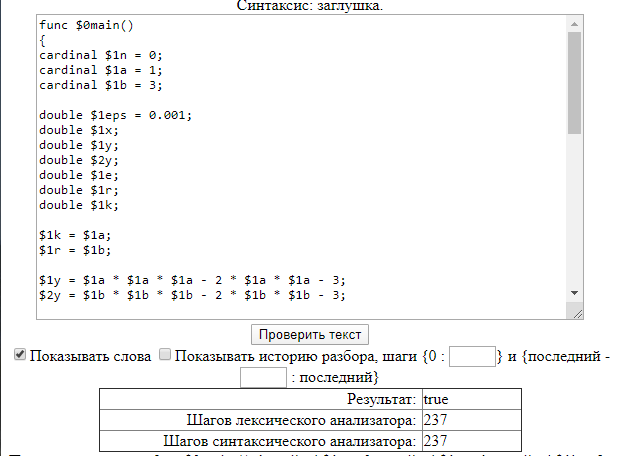 Синтаксис: заглушка.
func $0main()
{
cardinal $1n = 0;
cardinal $1a = 1;
cardinal $1b = 3;
double $1eps = 0.001;
double $1x;
double $1y;
double $2y;
double $1e;
double $1r;
double $1k;
$1k = $1a;
$1r = $1b;
$1y = $1a * $1a * $1a - 2 * $1a * $1a - 3;
$2y = $1b * $1b * $1b - 2 * $1b * $1b - 3;
Проверить текст
Показывать слова Показывать историю разбора, шаги {0 : } и {последний -
: последний}
Результат: true
Шагов лексического анализатора: 237
Шагов синтаксического анализатора: 237